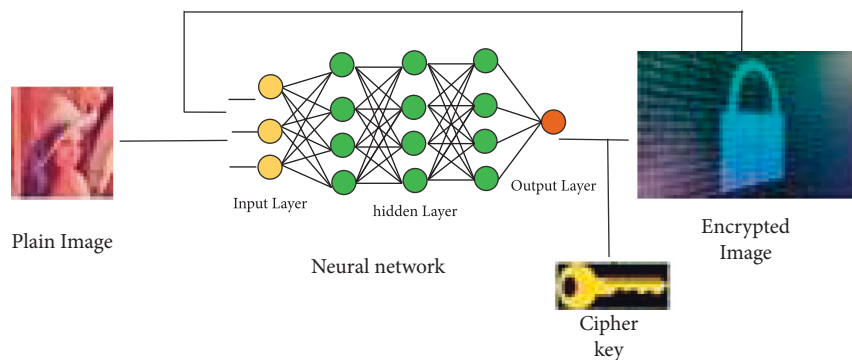 Plain Image
Input Layer
hidden Layer
Output Layer
Neural network
Encrypted
Image
Cipher
key